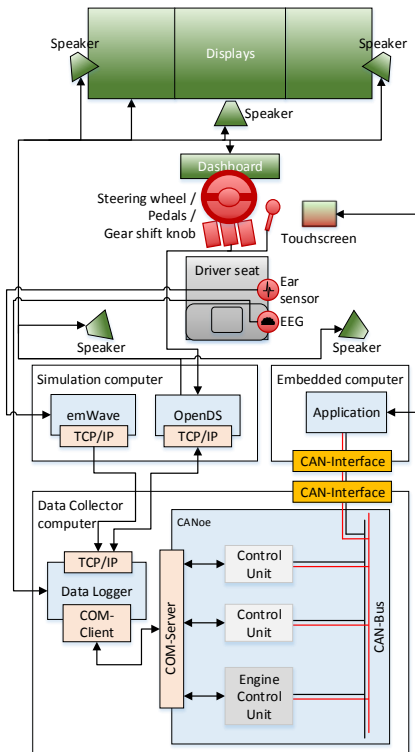 Speaker
Displays
Speaker
Speaker
Dashboard
Steering wheel /
Pedals /
Gear shift knob
Touchscreen
Driver seat
Ear
sensor
EEG
Speaker
Speaker
Simulation computer
Embedded computer
emWave
TCP/IP
OpenDS
TCP/IP
Application
CAN-Interface
CAN-Interface
Data Collector
computer
CANoe
TCP/IP
Data Logger
COM-
Client
COM-Server
Control
Unit
Control
Unit
Engine
Control
Unit
CAN-Bus